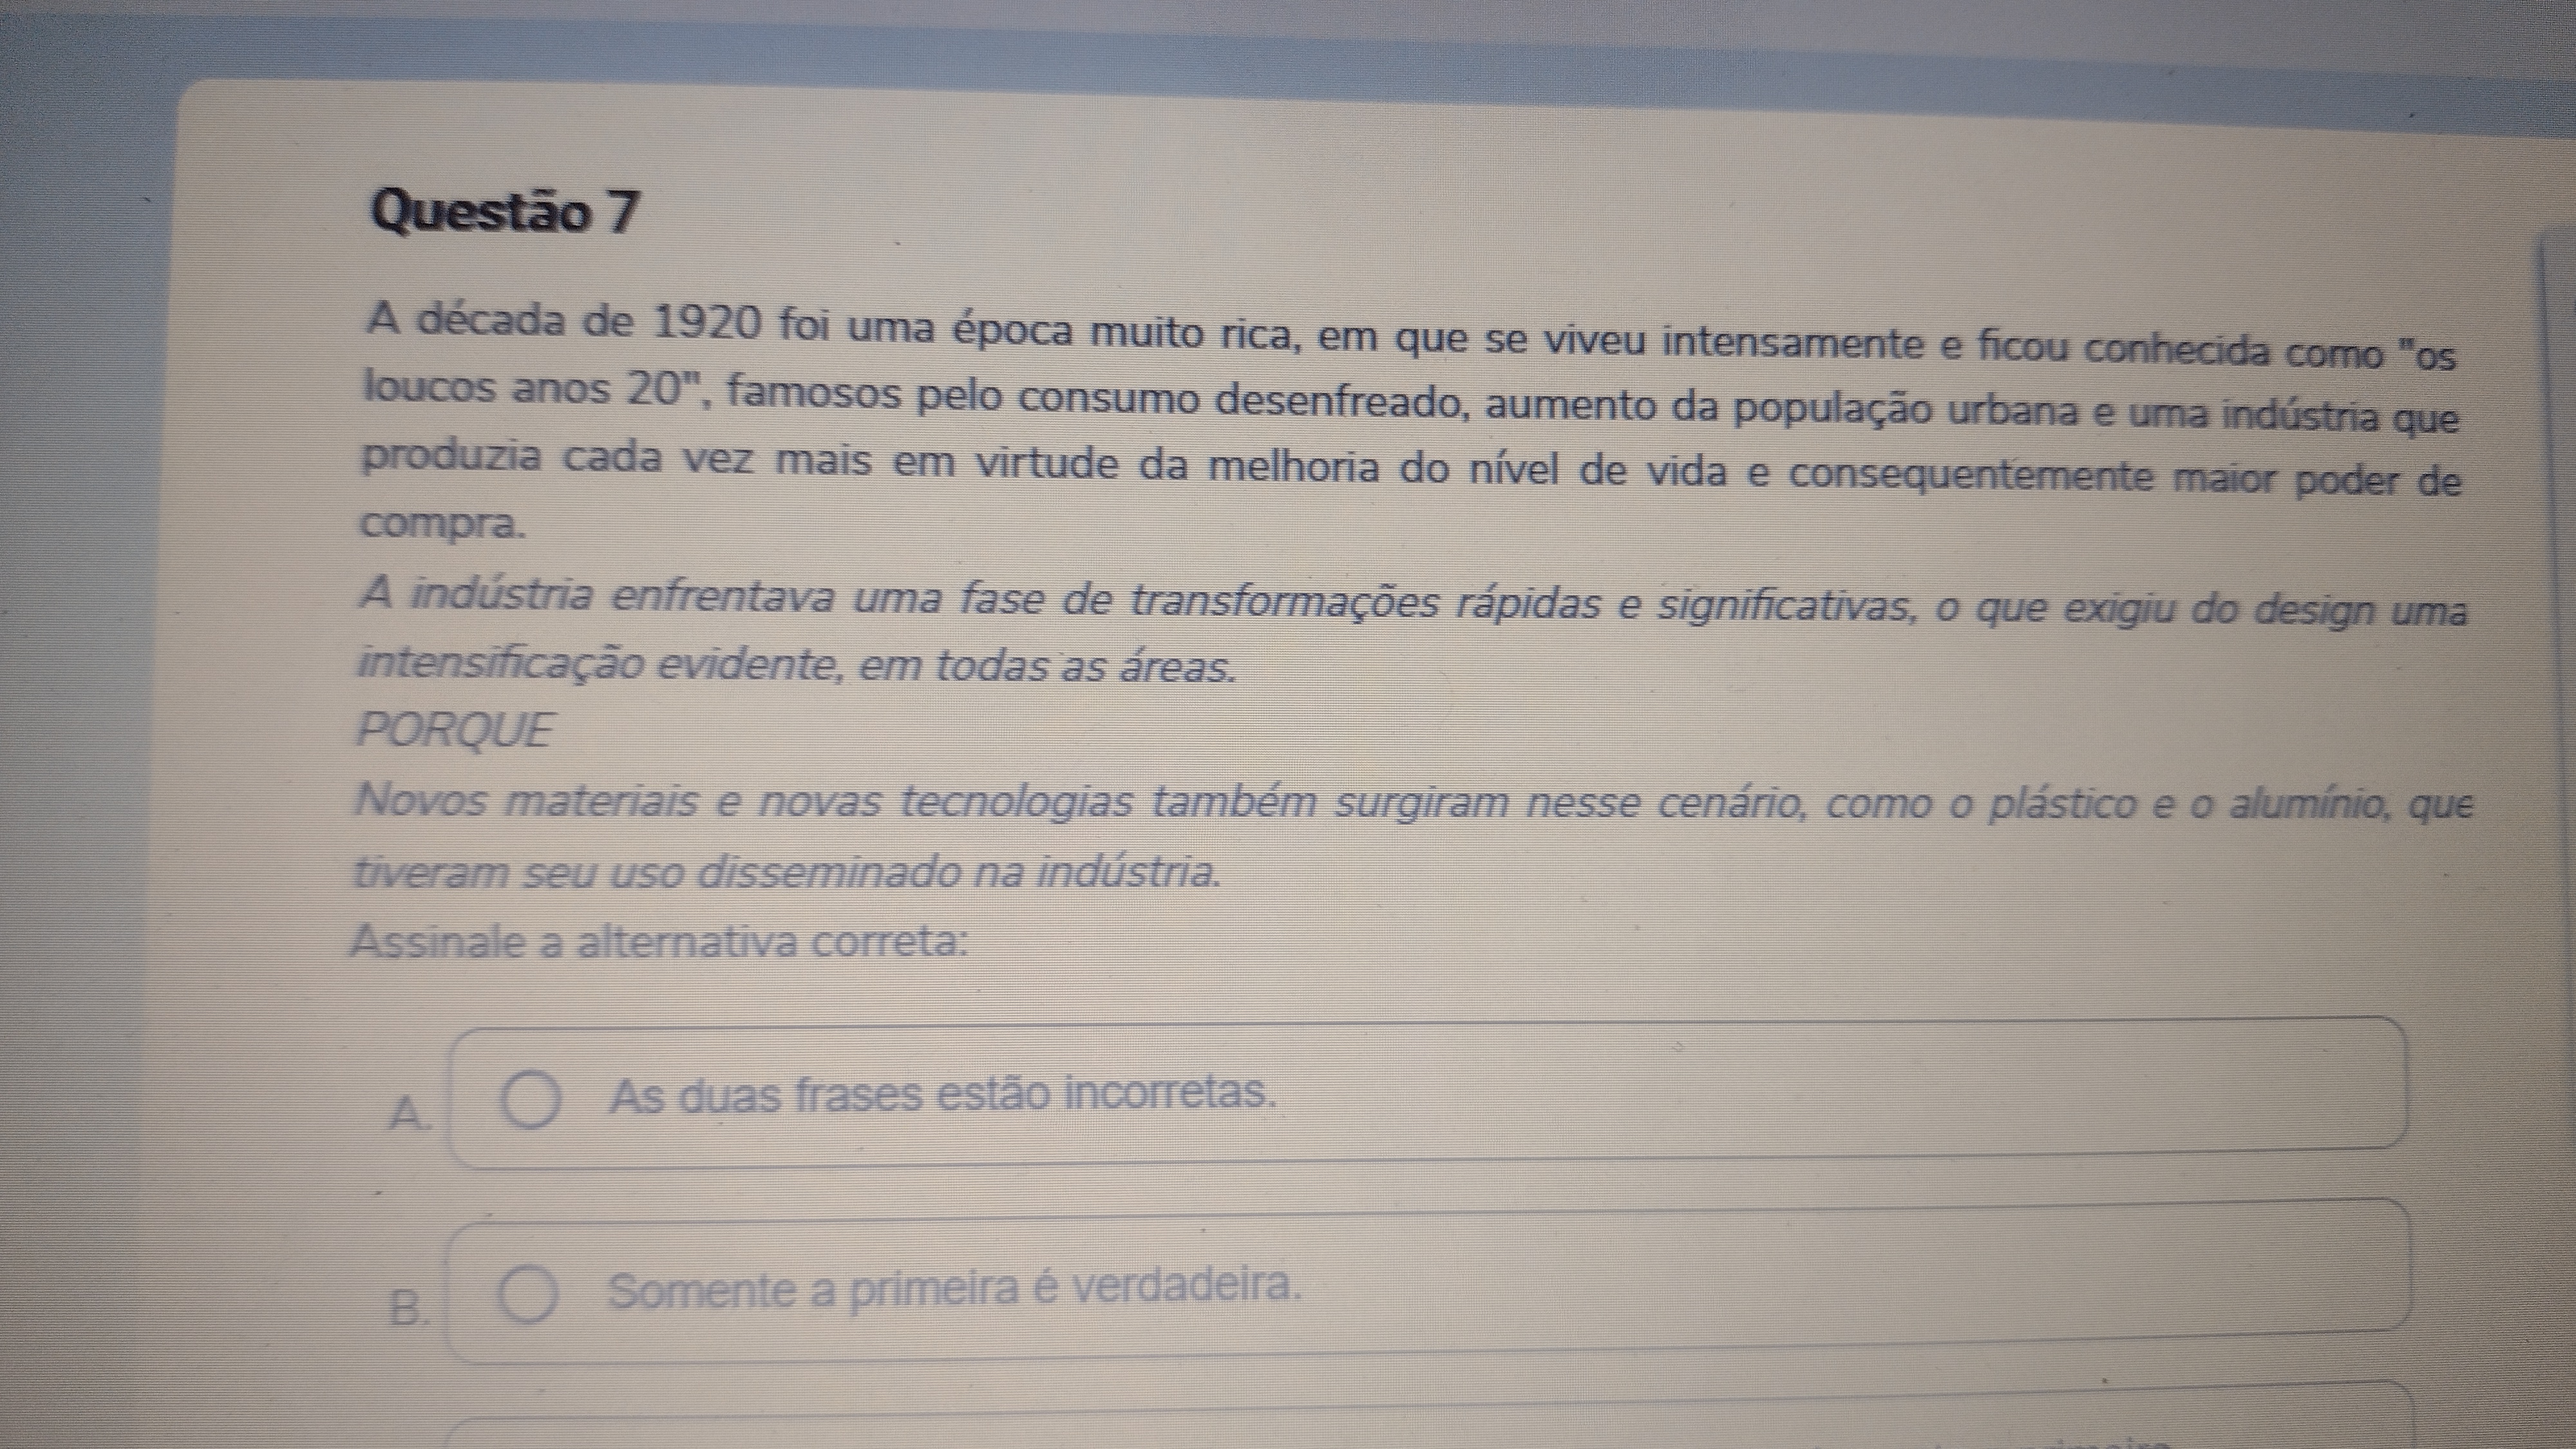 Questão 7
A década de 1920 foi uma época muito rica, em que se viveu intensamente e ficou conhecida como "os
loucos anos 20", famosos pelo consumo desenfreado, aumento da população urbana e uma indústria que
produzia cada vez mais em virtude da melhoria do nível de vida e consequentemente maior poder de
compra.
A indústria enfrentava uma fase de transformações rápidas e significativas, o que exigiu do design uma
intensificação evidente, em todas as áreas.
PORQUE
Novos materiais e novas tecnologias também surgiram nesse cenário, como o plástico e o alumínio, que
tiveram seu uso disseminado na indústria.
Assinale a alternativa correta:
A. As duas frases estão incorretas.
B. Somente a primeira é verdadeira.